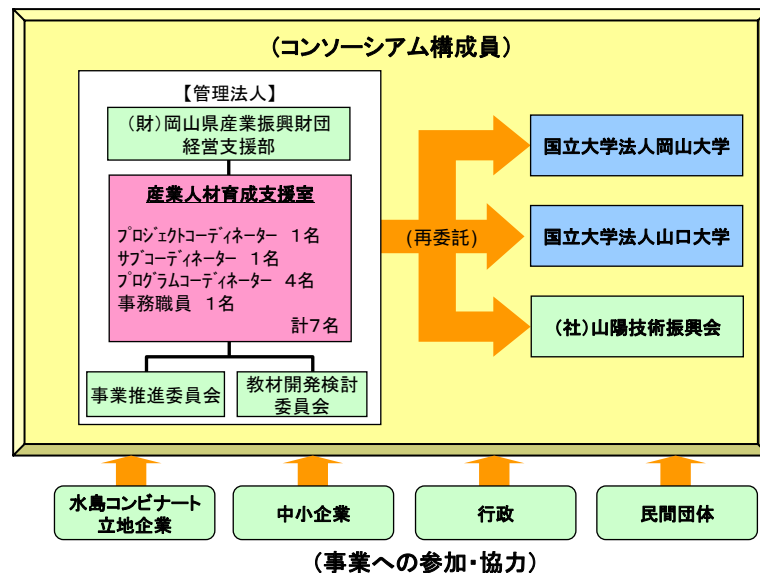 (コンソーシアム構成員)
【管理法人】
(財)岡山県産業振興財団
経営支援部
産業人材育成支援室
プロジェクトコーディネーター 1名
サブコーディネーター 1名
プログラムコーディネーター 4名
事務職員 1名
計7名
事業推進委員会
教材開発検討
委員会
(再委託)
国立大学法人岡山大学
国立大学法人山口大学
(社)山陽技術振興会
水島コンビナート
立地企業
中小企業
行政
民間団体
(事業への参加・協力)